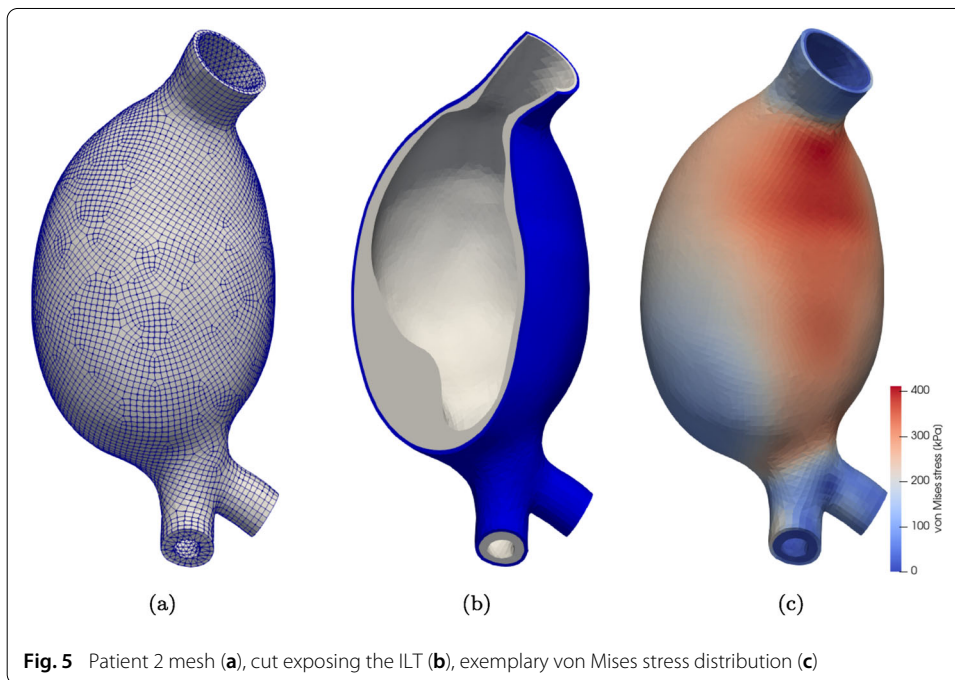 400
300
200
100
0
von Mises stress (kPa)
(a)
(b)
(c)
Fig. 5 Patient 2 mesh (a), cut exposing the ILT (b), exemplary von Mises stress distribution (c)